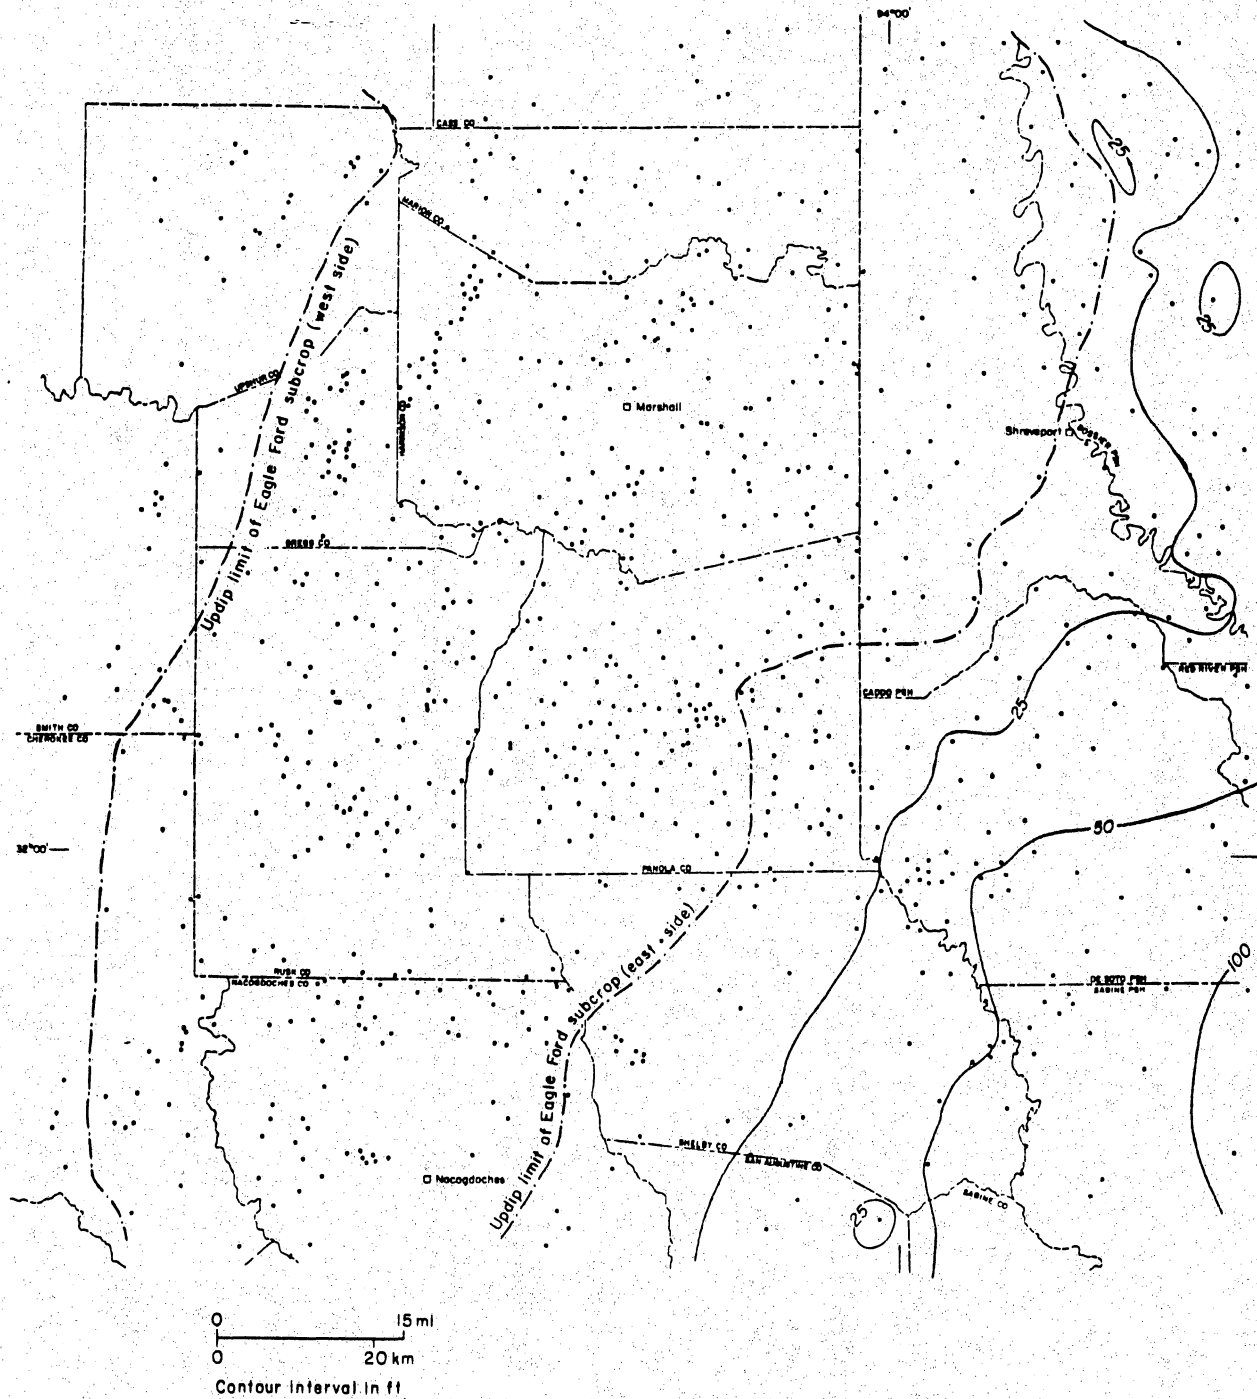 94°00'
CASS CO
25
MARION CO
Updip limit of Eagle Ford subcrop (west side)
25
UPSHUR CO
HARRISON CO
Marshall
Shreveport
BOSSIER PSH
GREGG CO
RED RIVER PSH
CADDO PSH
25
SMITH CO
CHEROKEE CO
50
32°00'
PANOLA CO
Updip limit of Eagle Ford subcrop (east side)
100
RUSK CO
NACOGDOCHES CO
DE SOTO PSH
SABINE PSH
SHELBY CO
SAN AUGUSTINE CO
Nacogdoches
SABINE CO
25
0 15 mi
0 20 km
Contour interval in ft